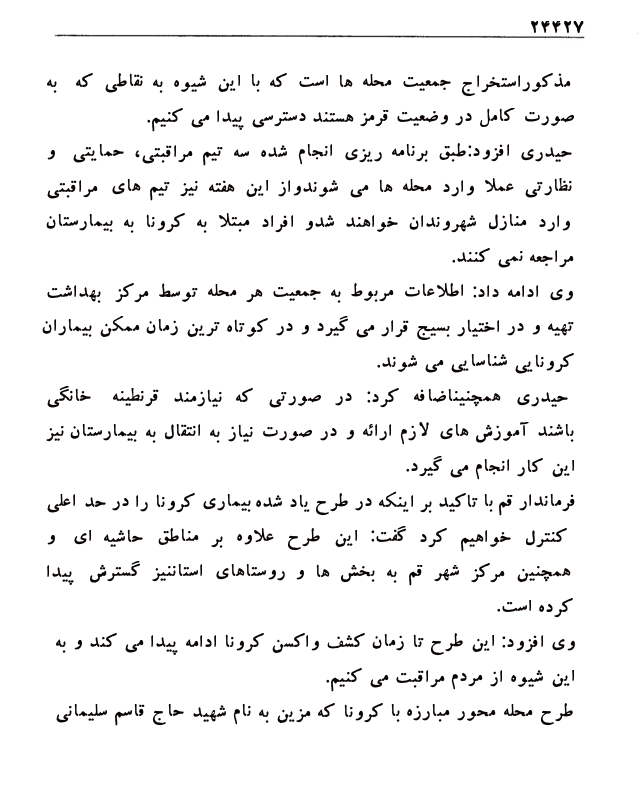 ۲۴۴۲۷
مذکوراستخراج جمعیت محله ها است که با این شیوه به نقاطی که به
صورت کامل در وضعیت قرمز هستند دسترسی پیدا می کنیم.
حیدری افزود:طبق برنامه ریزی انجام شده سه تیم مراقبتی، حمایتی و
نظارتی عملا وارد محله ها می شوندواز این هفته نیز تیم های مراقبتی
وارد منازل شهروندان خواهند شدو افراد مبتلا به کرونا به بیمارستان
مراجعه نمی کنند.
وی ادامه داد: اطلاعات مربوط به جمعیت هر محله توسط مرکز بهداشت
تهیه و در اختیار بسیج قرار می گیرد و در کوتاه ترین زمان ممکن بیماران
کرونایی شناسایی می شوند.
حیدری همچنیناضافه کرد: در صورتی که نیازمند قرنطینه خانگی
باشند آموزش های لازم ارائه و در صورت نیاز به انتقال به بیمارستان نیز
این کار انجام می گیرد.
فرماندار قم با تاکید بر اینکه در طرح یاد شده بیماری کرونا را در حد اعلی
کنترل خواهیم کرد گفت: این طرح علاوه بر مناطق حاشیه ای و
همچنین مرکز شهر قم به بخش ها و روستاهای استاننیز گسترش پیدا
کرده است.
وی افزود: این طرح تا زمان کشف واکسن کرونا ادامه پیدا می کند و به
این شیوه از مردم مراقبت می کنیم.
طرح محله محور مبارزه با کرونا که مزین به نام شهید حاج قاسم سلیمانی